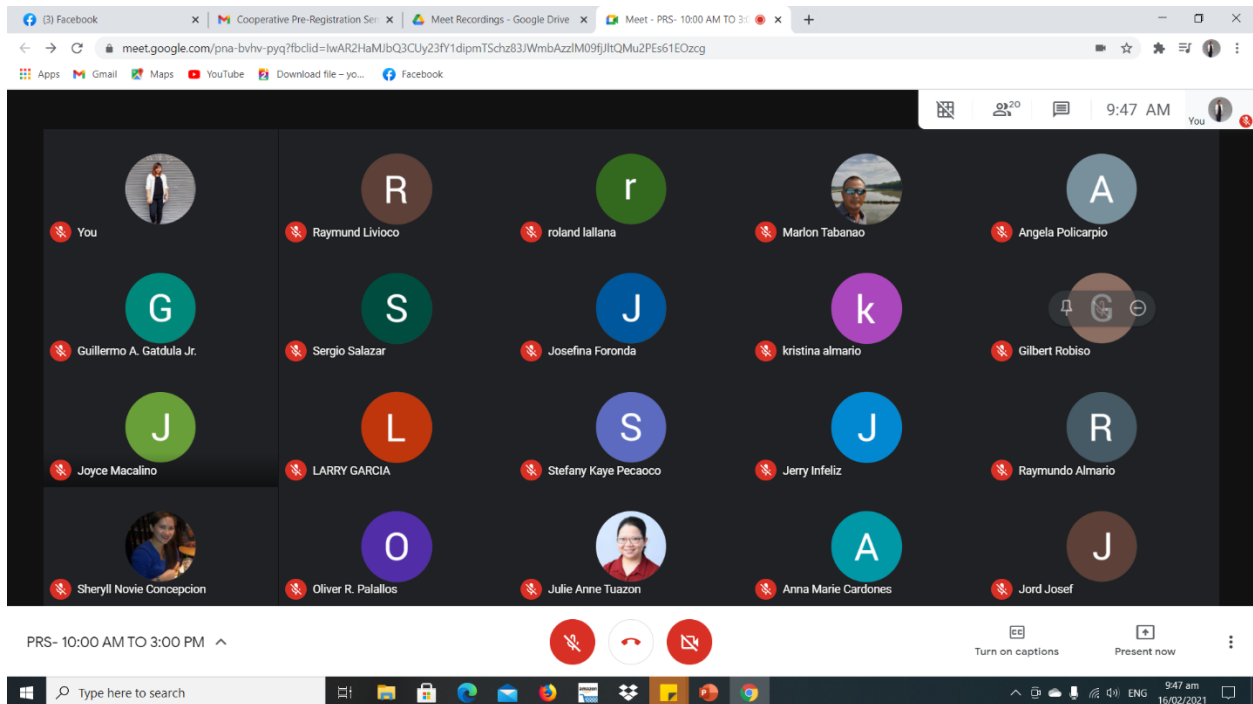 (3) Facebook
Cooperative Pre-Registration Sen
Meet Recordings - Google Drive
Meet - PRS- 10:00 AM TO 3:0
meet.google.com/pna-bvhv-pyq?fbclid=IwAR2HaMJbQ3CUy23fY1dipmTSchz83JWmbAzzIM09fjJltQMu2PEs61EOzcg
Apps Gmail Maps YouTube Download file – yo... Facebook
20 9:47 AM You
R r A
You Raymund Livioco roland lallana Marlon Tabanao Angela Policarpio
G S J k G
Guillermo A. Gatdula Jr. Sergio Salazar Josefina Foronda kristina almario Gilbert Robiso
J L S J R
Joyce Macalino LARRY GARCIA Stefany Kaye Pecaoco Jerry Infeliz Raymundo Almario
O A J
Sheryll Novie Concepcion Oliver R. Palallos Julie Anne Tuazon Anna Marie Cardones Jord Josef
PRS- 10:00 AM TO 3:00 PM
CC
Turn on captions Present now
Type here to search
ENG
9:47 am
16/02/2021